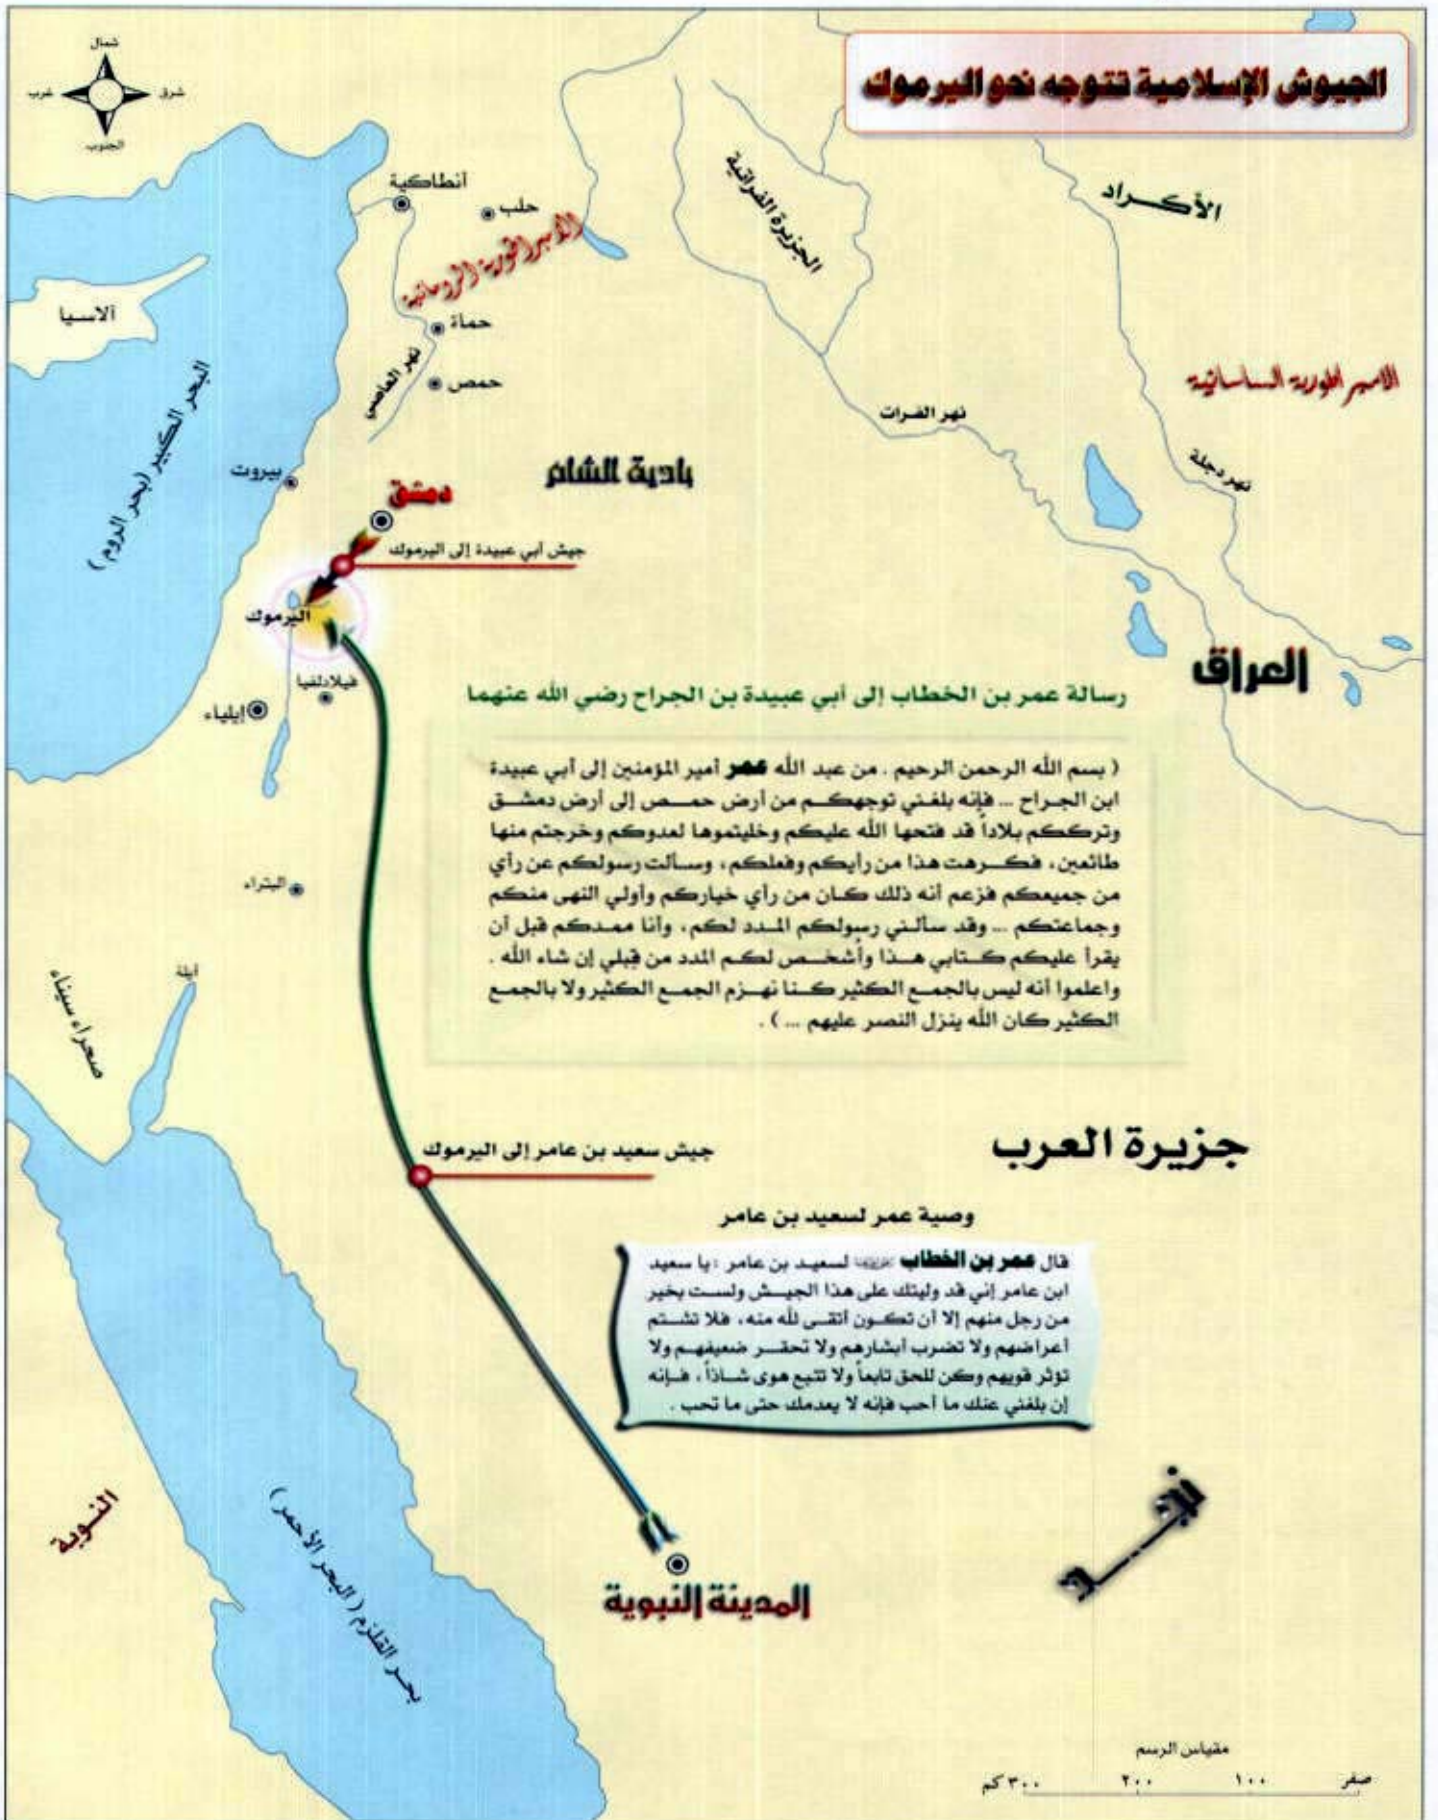 الجيوش الإسلامية تتوجه نحو اليرموك
شمال
شرق
غرب
الجنوب
أنطاكية
حلب
الامبراطورية الرومانية
الجزيرة الفراتية
الأكراد
آلاسيا
حماة
نهر العاصي
حمص
البحر الكبير (بحر الروم)
الامبراطورية الساسانية
نهر الفرات
نهر دجلة
بيروت
بادية الشام
دمشق
جيش أبي عبيدة إلى اليرموك
اليرموك
العراق
فيلادلفيا
إيلياء
رسالة عمر بن الخطاب إلى أبي عبيدة بن الجراح رضي الله عنهما
( بسم الله الرحمن الرحيم . من عبد الله عمر أمير المؤمنين إلى أبي عبيدة
ابن الجراح ... فإنه بلغني توجهكم من أرض حمص إلى أرض دمشق
وترككم بلاداً قد فتحها الله عليكم وخليتموها لعدوكم وخرجتم منها
طائعين، فكرهت هذا من رأيكم وفعلكم، وسألت رسولكم عن رأي
من جميعكم فزعم أنه ذلك كان من رأي خياركم وأولي النهى منكم
وجماعتكم ... وقد سألني رسولكم المدد لكم، وأنا ممدكم قبل أن
يقرأ عليكم كتابي هذا وأشخص لكم المدد من قِبلي إن شاء الله .
واعلموا أنه ليس بالجمع الكثير كنا نهزم الجمع الكثير ولا بالجمع
الكثير كان الله ينزل النصر عليهم ... ) .
البتراء
أيلة
صحراء سيناء
جزيرة العرب
جيش سعيد بن عامر إلى اليرموك
وصية عمر لسعيد بن عامر
قال عمر بن الخطاب لسعيد بن عامر : يا سعيد
ابن عامر إني قد وليتك على هذا الجيش ولست بخير
من رجل منهم إلا أن تكون أتقى لله منه، فلا تشتم
أعراضهم ولا تضرب أبشارهم ولا تحقر ضعيفهم ولا
تؤثر قويهم وكن للحق تابعاً ولا تتبع هوى شاذاً، فإنه
إن بلغني عنك ما أحب فإنه لا يعدمك حتى ما تحب .
نجد
النوبة
بحر القلزم ( البحر الأحمر )
المدينة النبوية
مقياس الرسم
صفر ١٠٠ ٢٠٠ ٣٠٠ كم